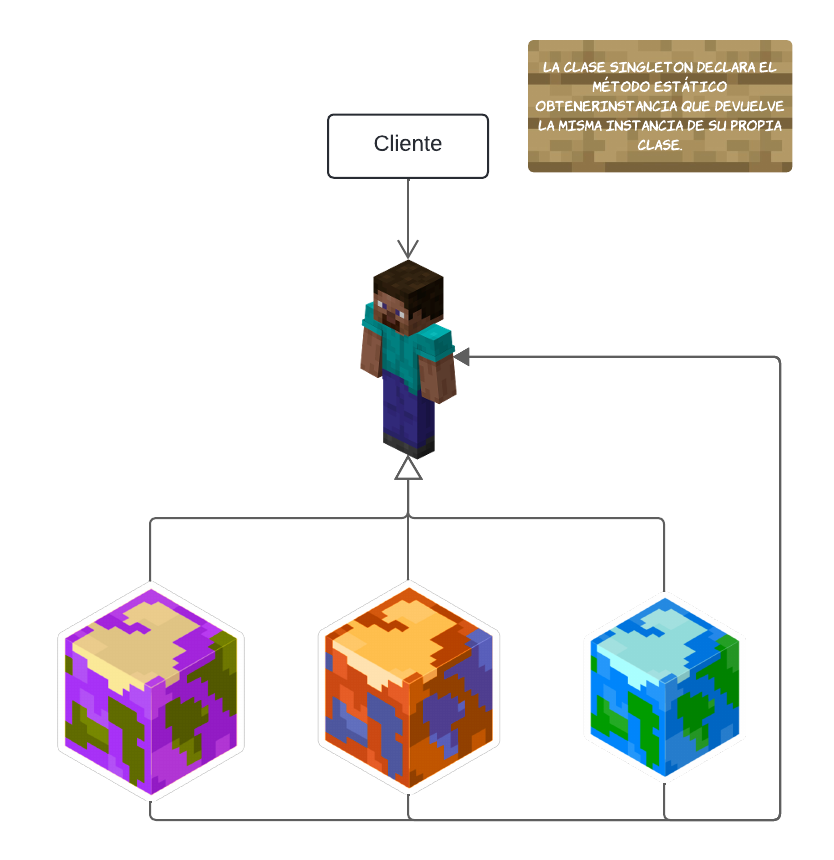 LA CLASE SINGLETON DECLARA EL
MÉTODO ESTÁTICO
OBTENERINSTANCIA QUE DEVUELVE
LA MISMA INSTANCIA DE SU PROPIA
CLASE.
Cliente